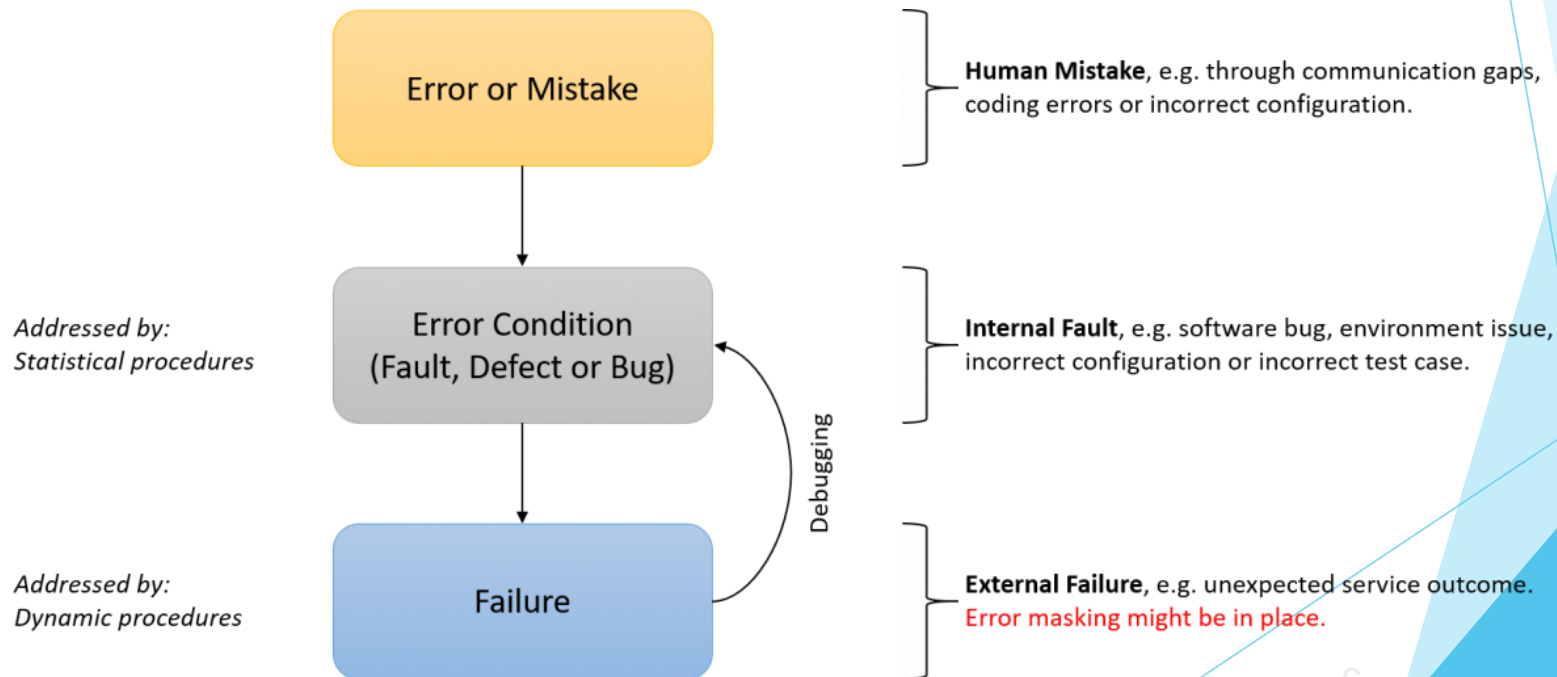 Error or Mistake
Human Mistake, e.g. through communication gaps,
coding errors or incorrect configuration.
Addressed by:
Statistical procedures
Error Condition
(Fault, Defect or Bug)
Internal Fault, e.g. software bug, environment issue,
incorrect configuration or incorrect test case.
Debugging
Addressed by:
Dynamic procedures
Failure
External Failure, e.g. unexpected service outcome.
Error masking might be in place.